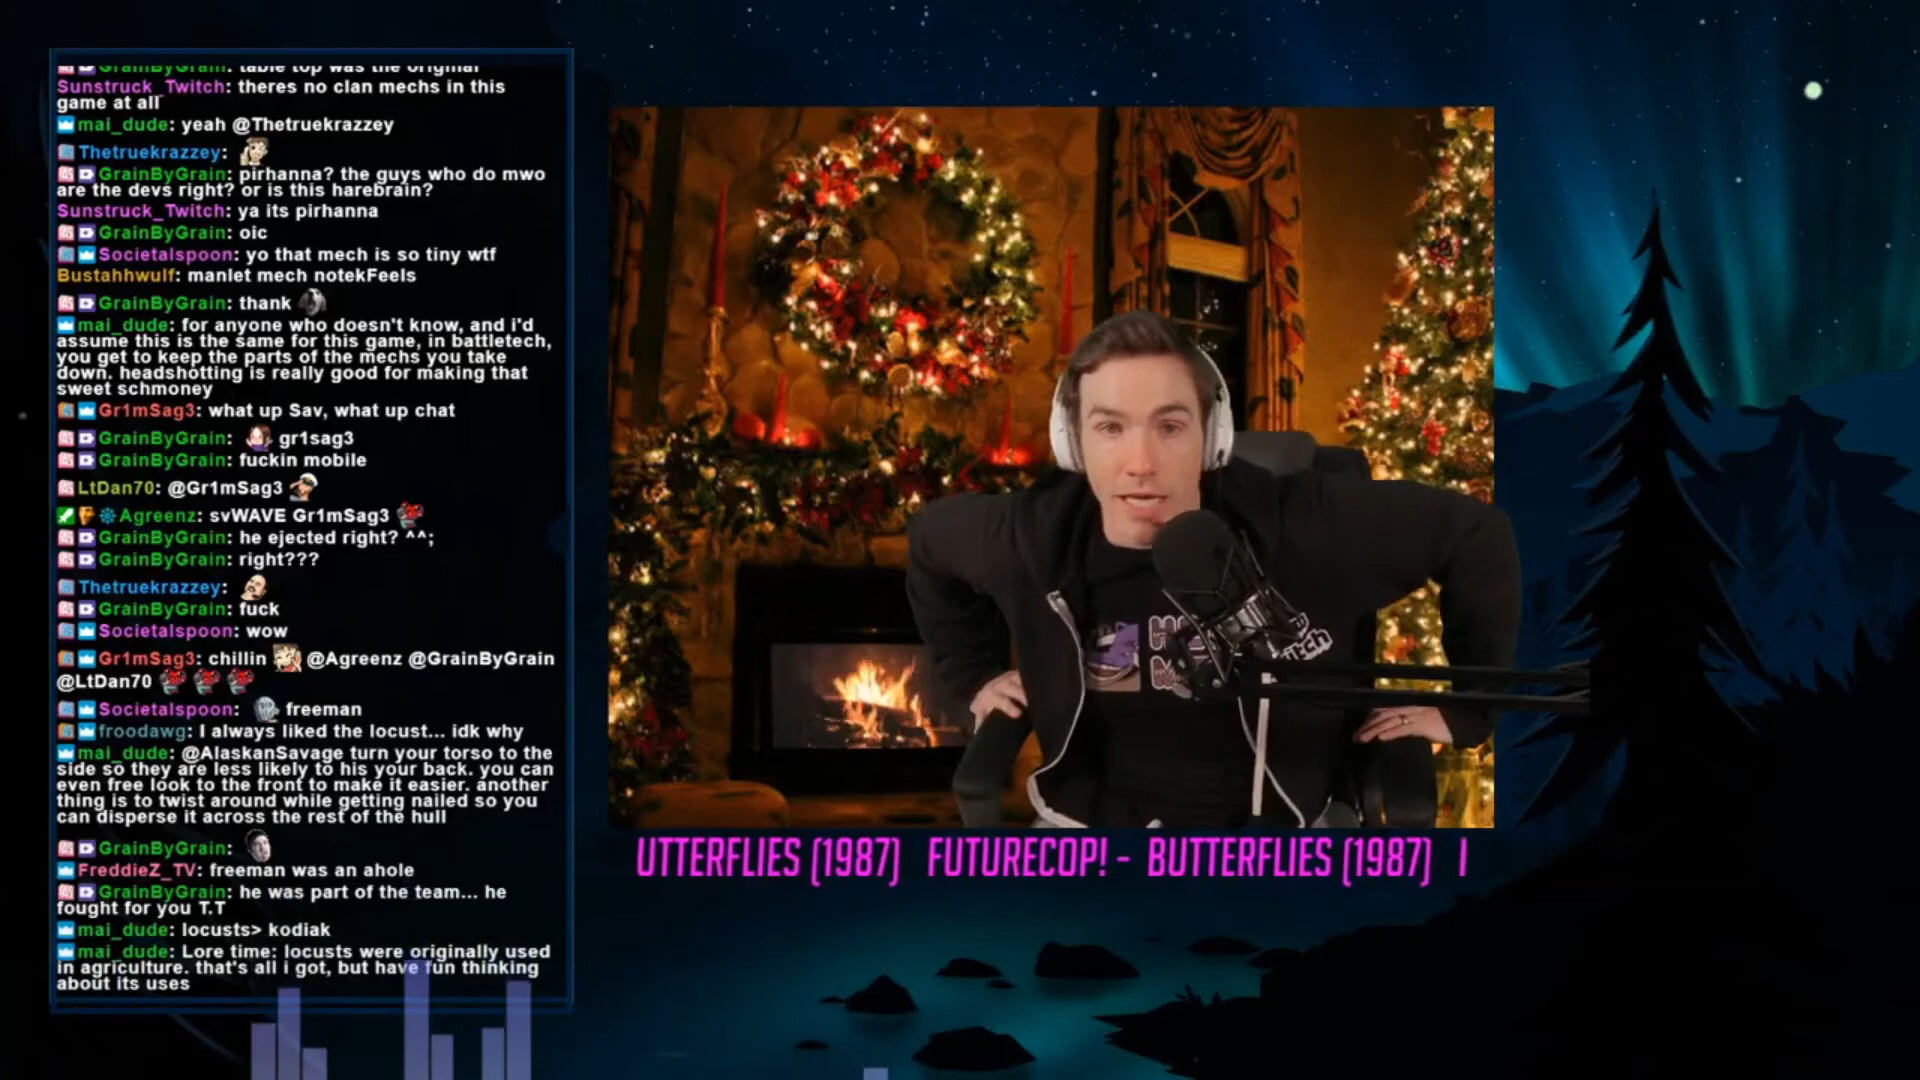 GrainByGrain: table top was the original
Sunstruck_Twitch: theres no clan mechs in this
game at all
mai_dude: yeah @Thetruekrazzey
Thetruekrazzey:
GrainByGrain: pirhanna? the guys who do mwo
are the devs right? or is this harebrain?
Sunstruck_Twitch: ya its pirhanna
GrainByGrain: oic
Societalspoon: yo that mech is so tiny wtf
Bustahhwulf: manlet mech notekFeels
GrainByGrain: thank
mai_dude: for anyone who doesn't know, and i'd
assume this is the same for this game, in battletech,
you get to keep the parts of the mechs you take
down. headshotting is really good for making that
sweet schmoney
Gr1mSag3: what up Sav, what up chat
GrainByGrain: gr1sag3
GrainByGrain: fuckin mobile
LtDan70: @Gr1mSag3
Agreenz: svWAVE Gr1mSag3
GrainByGrain: he ejected right? ^^;
GrainByGrain: right???
Thetruekrazzey:
GrainByGrain: fuck
Societalspoon: wow
Gr1mSag3: chillin @Agreenz @GrainByGrain
@LtDan70
Societalspoon: freeman
froodawg: I always liked the locust... idk why
mai_dude: @AlaskanSavage turn your torso to the
side so they are less likely to his your back. you can
even free look to the front to make it easier. another
thing is to twist around while getting nailed so you
can disperse it across the rest of the hull
GrainByGrain:
FreddieZ_TV: freeman was an ahole
GrainByGrain: he was part of the team... he
fought for you T.T
mai_dude: locusts> kodiak
mai_dude: Lore time: locusts were originally used
in agriculture. that's all i got, but have fun thinking
about its uses
UTTERFLIES (1987) FUTURECOP! - BUTTERFLIES (1987)